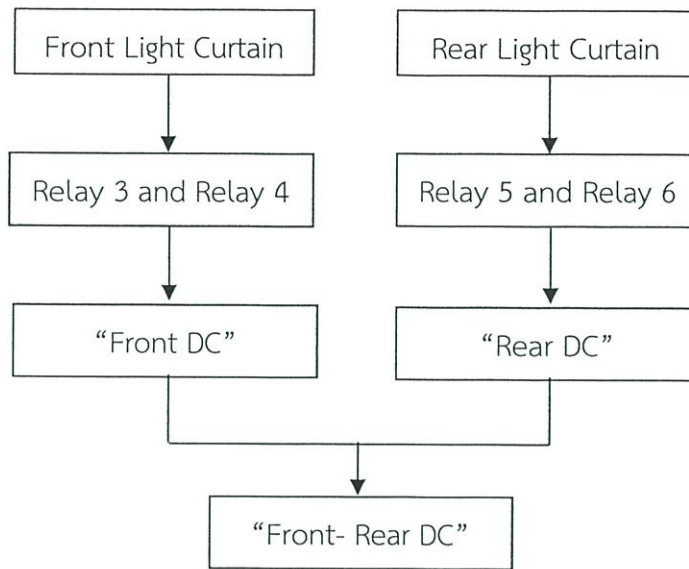 Front Light Curtain
Rear Light Curtain
Relay 3 and Relay 4
Relay 5 and Relay 6
“Front DC”
“Rear DC”
“Front- Rear DC”